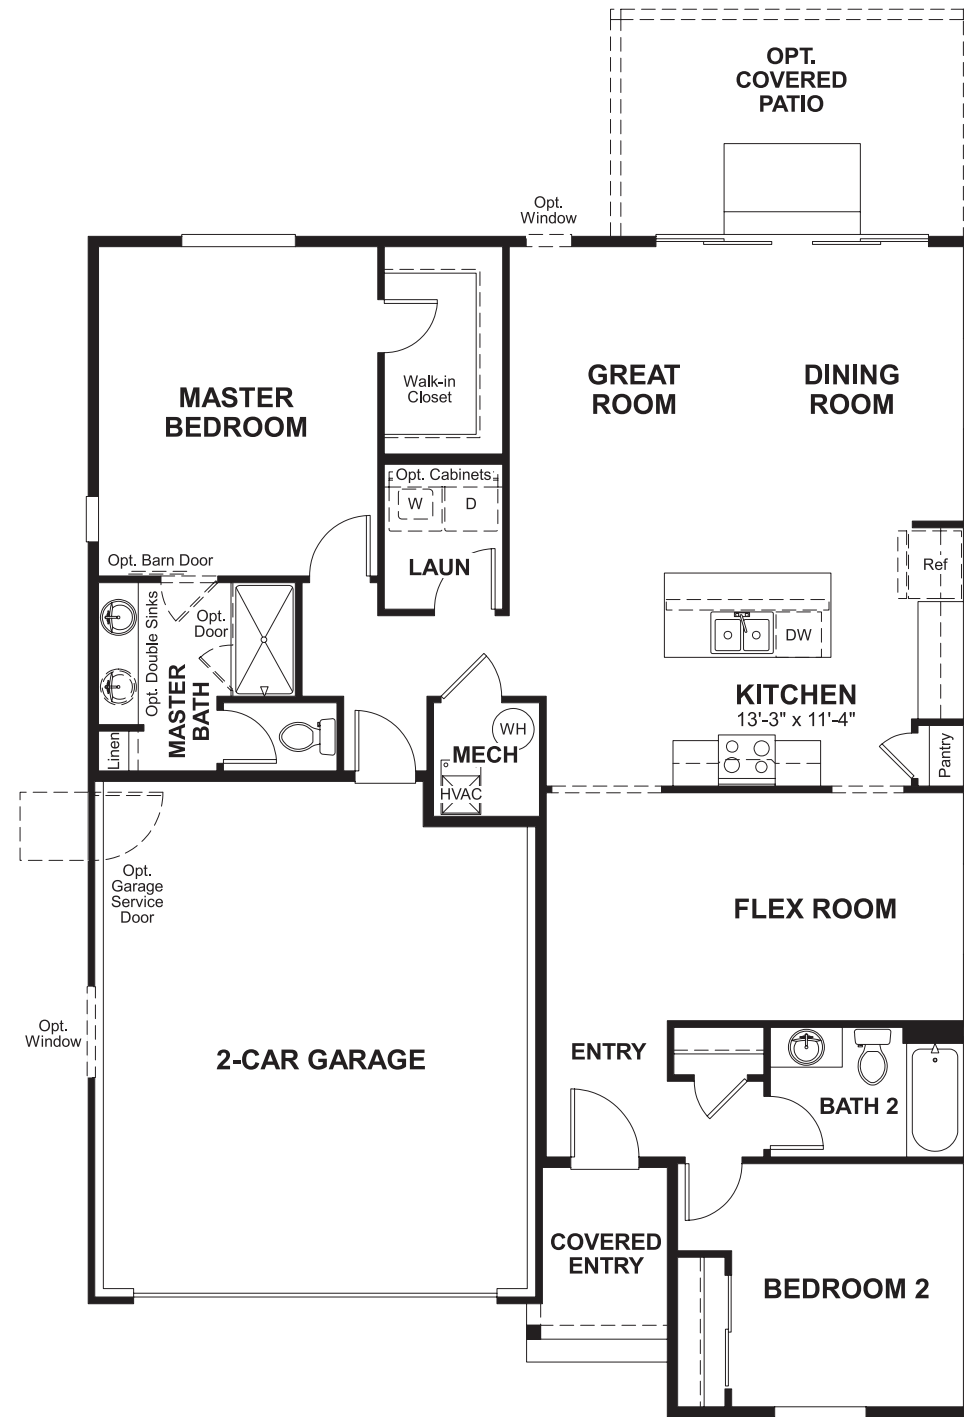 OPT.
COVERED
PATIO
Opt.
Window
MASTER
BEDROOM
Walk-in
Closet
GREAT
ROOM
DINING
ROOM
Opt. Cabinets
W
D
LAUN
Ref
Opt. Barn Door
Opt. Double Sinks
Opt.
Door
MASTER
BATH
Linen
DW
KITCHEN
13'-3" x 11'-4"
WH
MECH
HVAC
Pantry
Opt.
Garage
Service
Door
FLEX ROOM
Opt.
Window
2-CAR GARAGE
ENTRY
BATH 2
COVERED
ENTRY
BEDROOM 2